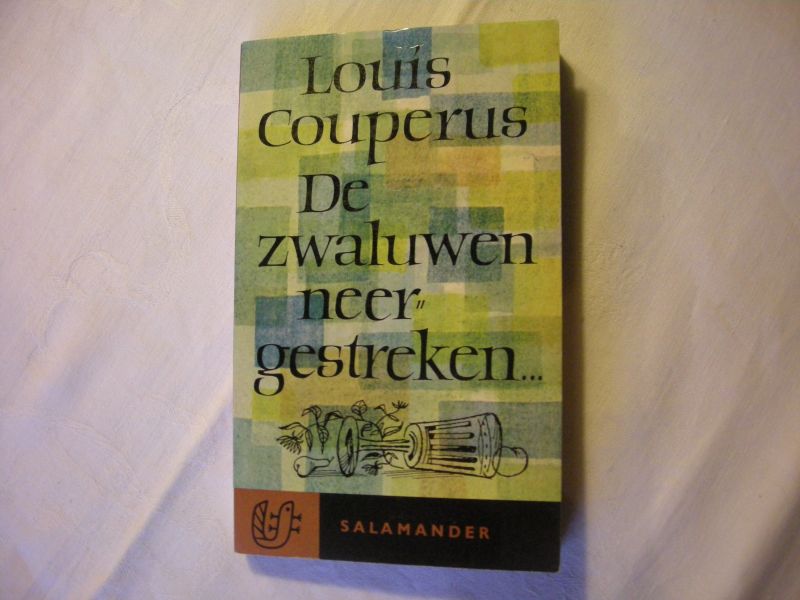 Louis
Couperus
De
zwaluwen
neer"
gestreken...
SALAMANDER